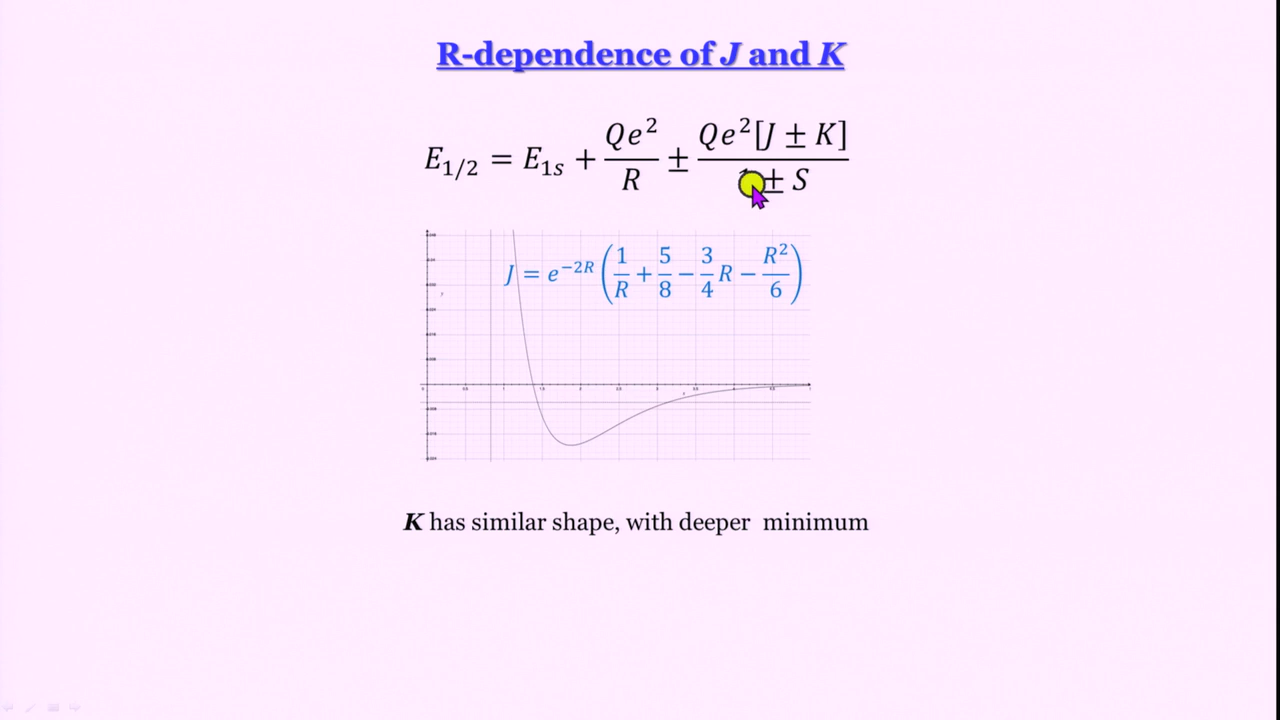 R-dependence of J and K
E₁/₂ = E₁ₛ + Qe²/R ± Qe²[J ± K]/ ± S
J = e⁻²ᴿ (1/R + 5/8 − 3/4 R − R²/6)
K has similar shape, with deeper minimum